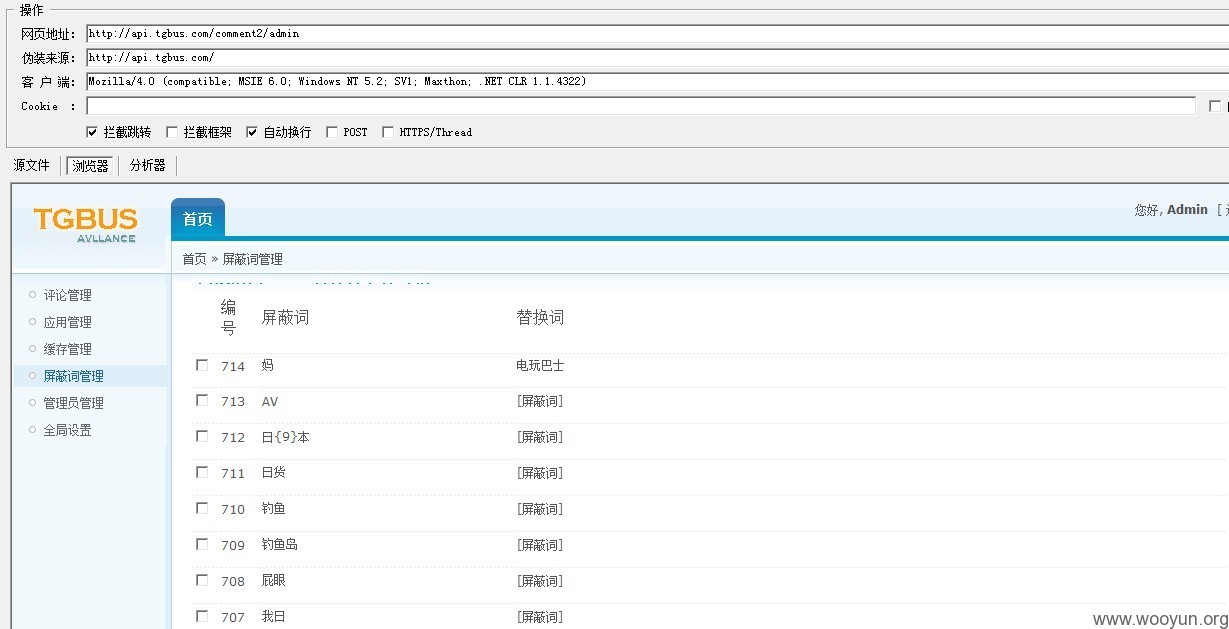 操作
网页地址: http://api.tgbus.com/comment2/admin
伪装来源: http://api.tgbus.com/
客 户 端: Mozilla/4.0 (compatible; MSIE 6.0; Windows NT 5.2; SV1; Maxthon; .NET CLR 1.1.4322)
Cookie :
拦截跳转 拦截框架 自动换行 POST HTTPS/Thread
源文件 浏览器 分析器
TGBUS
AVLLANCE
首页
您好, Admin [
首页 » 屏蔽词管理
评论管理
应用管理
缓存管理
屏蔽词管理
管理员管理
全局设置
编号 屏蔽词 替换词
714 妈 电玩巴士
713 AV [屏蔽词]
712 日{9}本 [屏蔽词]
711 日货 [屏蔽词]
710 钓鱼 [屏蔽词]
709 钓鱼岛 [屏蔽词]
708 屁眼 [屏蔽词]
707 我日 [屏蔽词]
www.wooyun.org